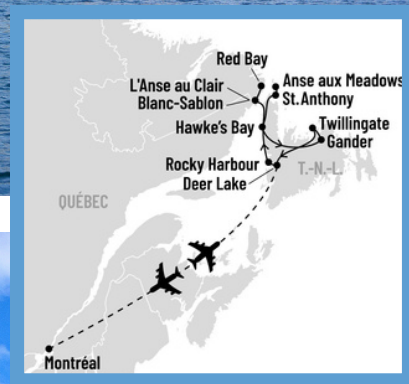 Red Bay
L'Anse au Clair
Anse aux Meadows
Blanc-Sablon
St. Anthony
Hawke's Bay
Twillingate
Gander
Rocky Harbour
T.-N.-L.
Deer Lake
QUÉBEC
Montréal